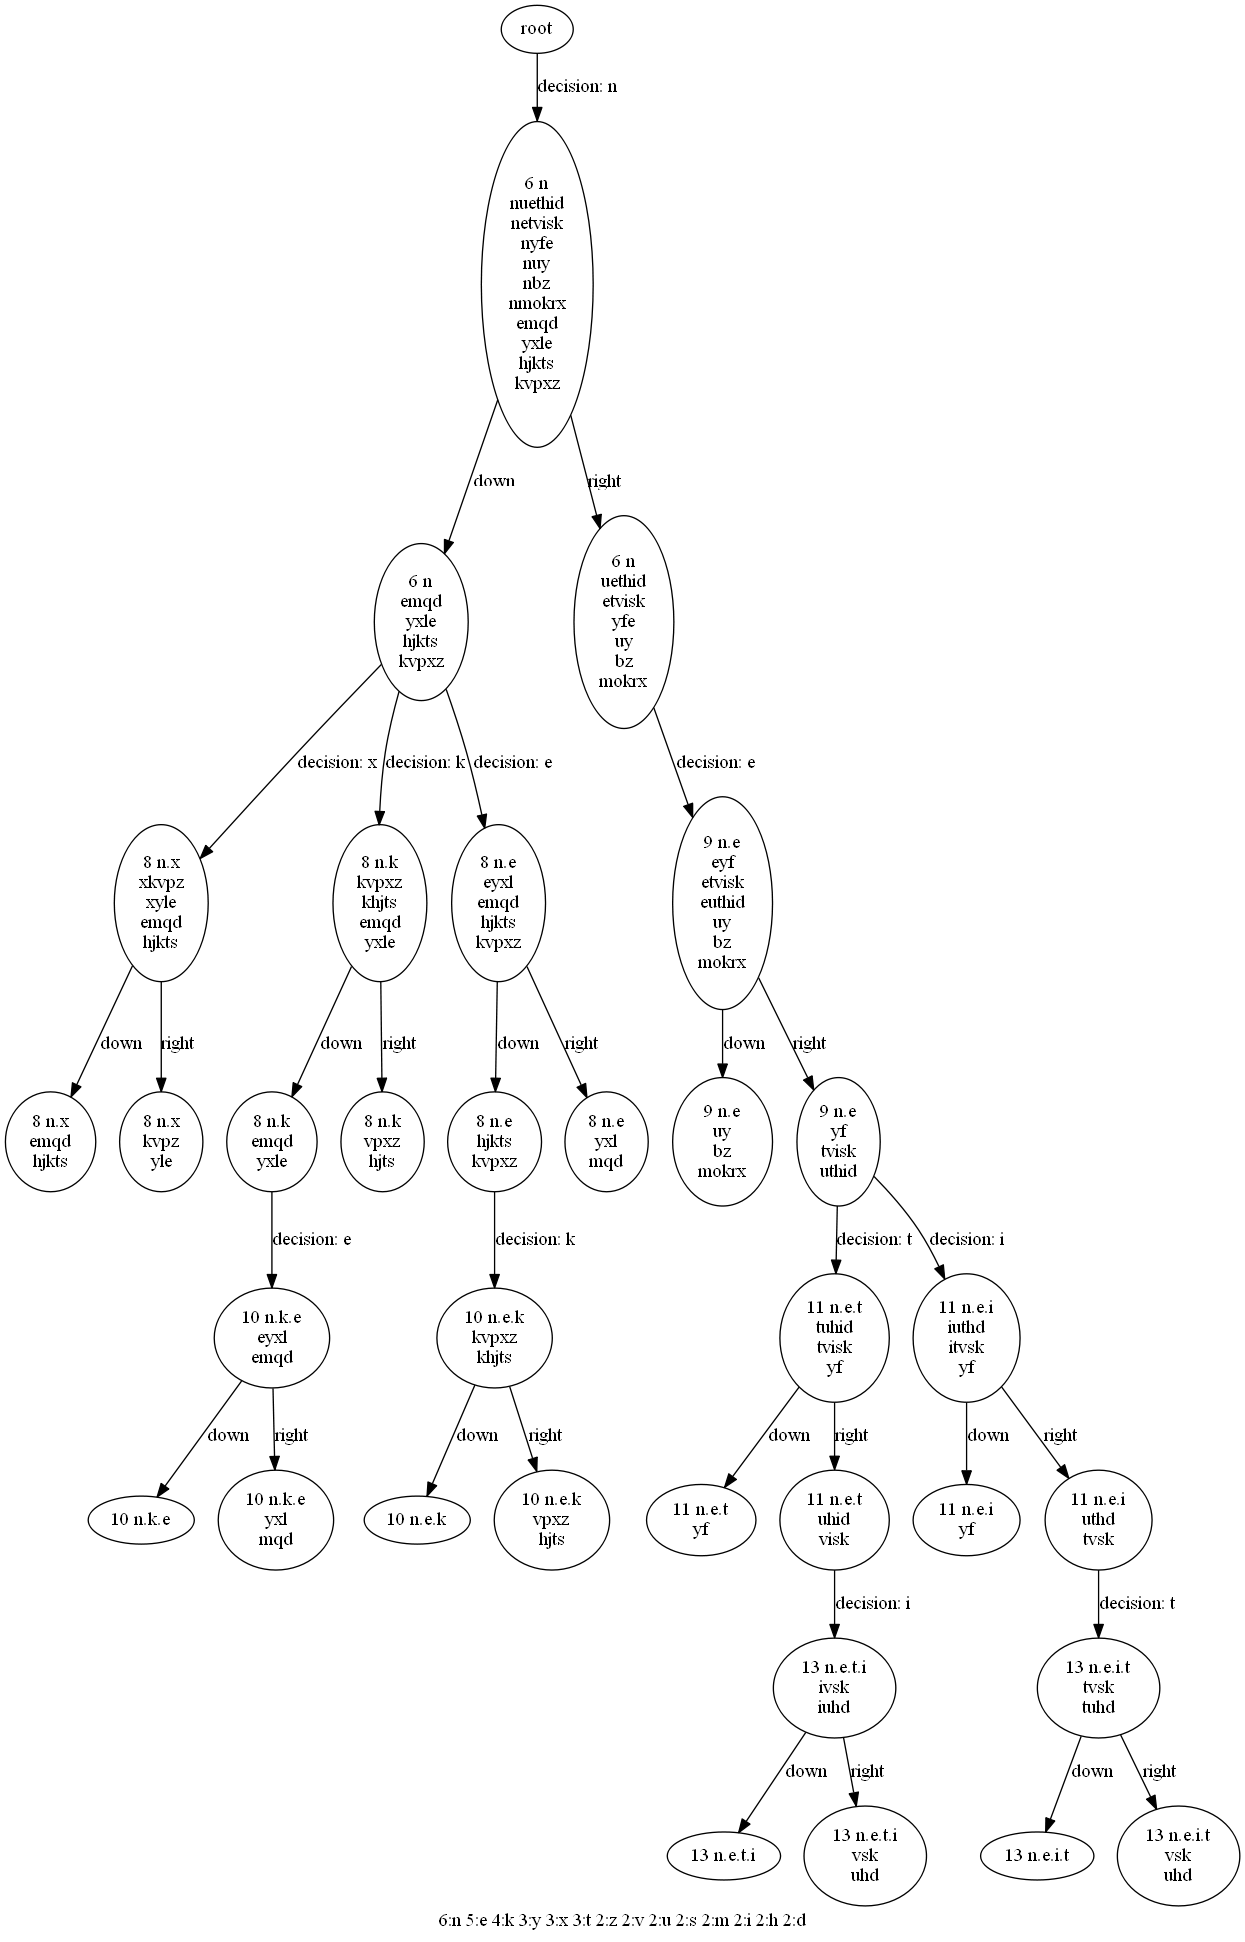 root
decision: n
6 n
nuethid
netvisk
nyfe
nuy
nbz
nmokrx
emqd
yxle
hjkts
kvpxz
down
right
6 n
emqd
yxle
hjkts
kvpxz
6 n
uethid
etvisk
yfe
uy
bz
mokrx
decision: x
decision: k
decision: e
decision: e
8 n.x
xkvpz
xyle
emqd
hjkts
8 n.k
kvpxz
khjts
emqd
yxle
8 n.e
eyxl
emqd
hjkts
kvpxz
9 n.e
eyf
etvisk
euthid
uy
bz
mokrx
down
right
down
right
down
right
down
right
8 n.x
emqd
hjkts
8 n.x
kvpz
yle
8 n.k
emqd
yxle
8 n.k
vpxz
hjts
8 n.e
hjkts
kvpxz
8 n.e
yxl
mqd
9 n.e
uy
bz
mokrx
9 n.e
yf
tvisk
uthid
decision: e
decision: k
decision: t
decision: i
10 n.k.e
eyxl
emqd
10 n.e.k
kvpxz
khjts
11 n.e.t
tuhid
tvisk
yf
11 n.e.i
iuthd
itvsk
yf
down
right
down
right
down
right
down
right
10 n.k.e
10 n.k.e
yxl
mqd
10 n.e.k
10 n.e.k
vpxz
hjts
11 n.e.t
yf
11 n.e.t
uhid
visk
11 n.e.i
yf
11 n.e.i
uthd
tvsk
decision: i
decision: t
13 n.e.t.i
ivsk
iuhd
13 n.e.i.t
tvsk
tuhd
down
right
down
right
13 n.e.t.i
13 n.e.t.i
vsk
uhd
13 n.e.i.t
13 n.e.i.t
vsk
uhd
6:n 5:e 4:k 3:y 3:x 3:t 2:z 2:v 2:u 2:s 2:m 2:i 2:h 2:d